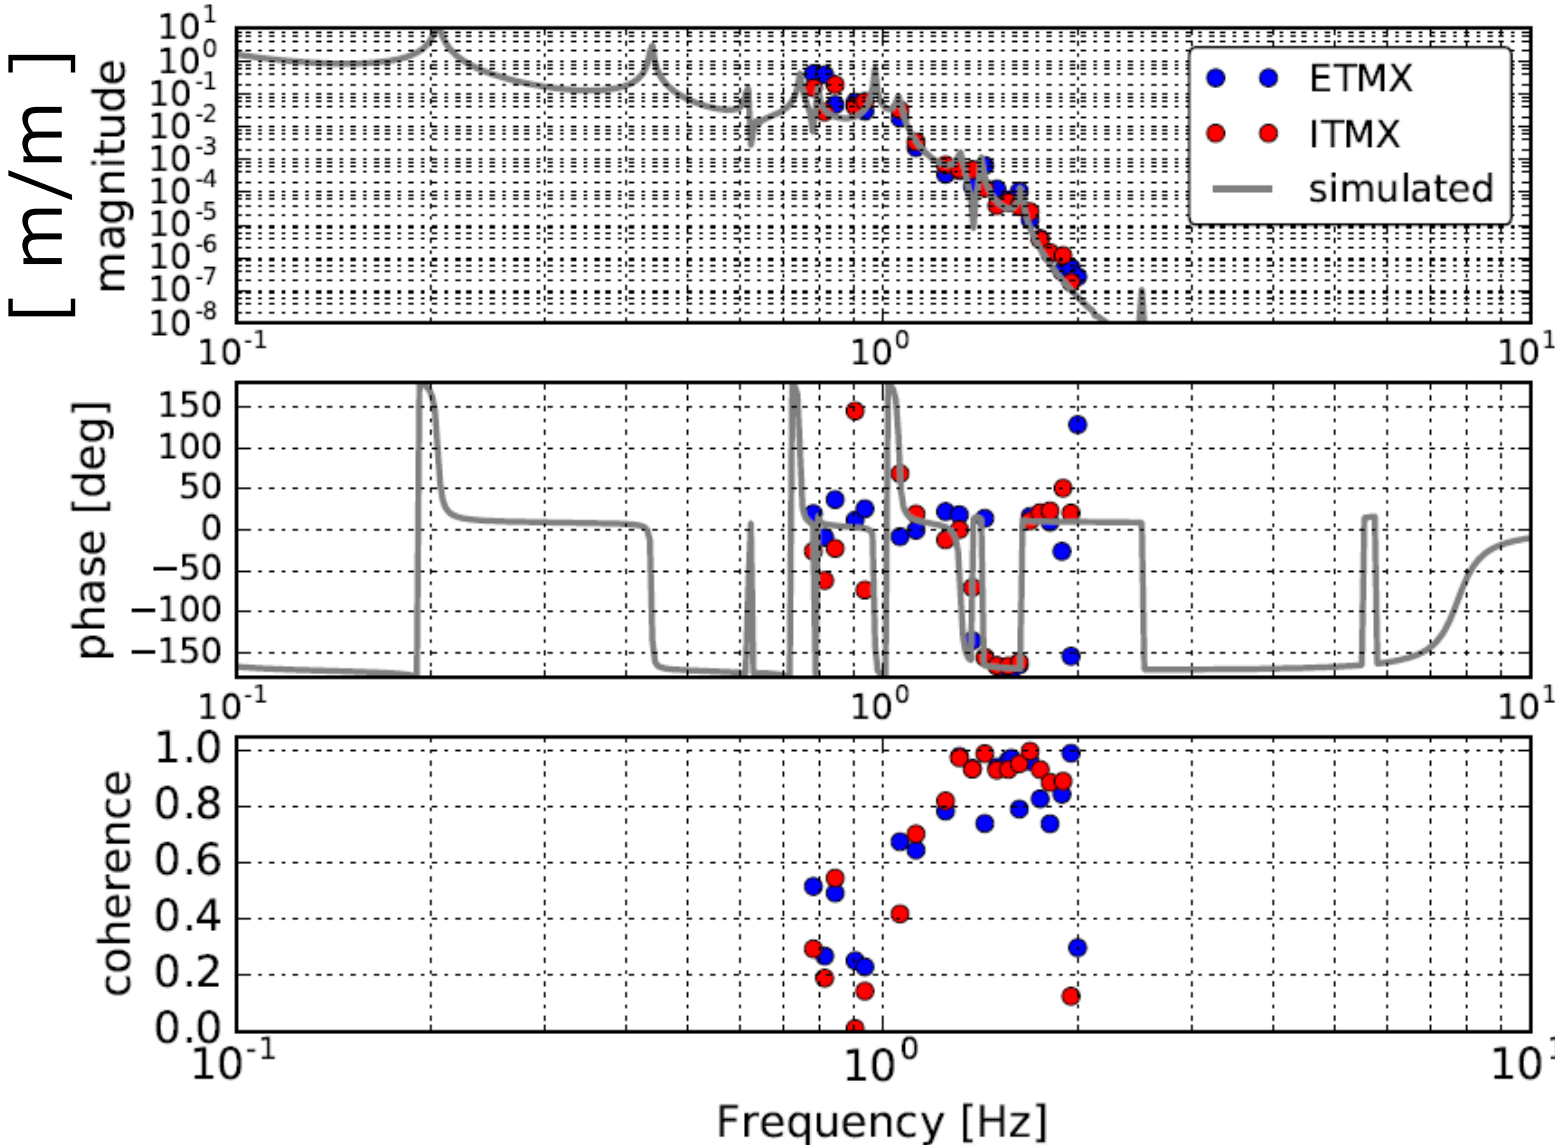 [ m/m ]
magnitude
10^1
10^0
10^-1
10^-2
10^-3
10^-4
10^-5
10^-6
10^-7
10^-8
ETMX
ITMX
simulated
10^-1 10^0 10^1
phase [deg]
150
100
50
0
−50
−100
−150
10^-1 10^0 10^1
coherence
1.0
0.8
0.6
0.4
0.2
0.0
10^-1 10^0 10^1
Frequency [Hz]